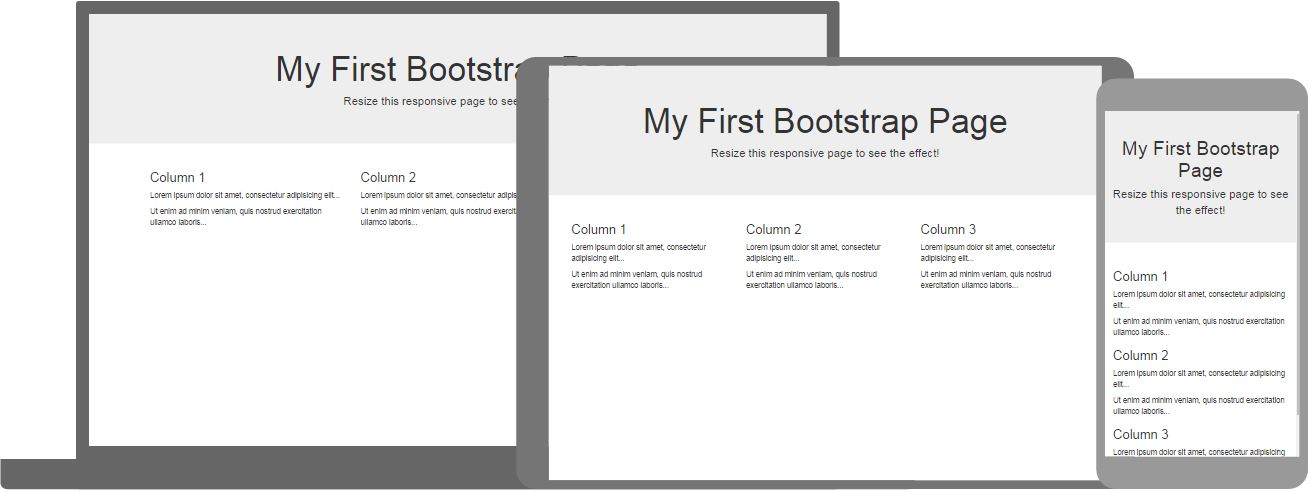 My First Bootstra
Resize this responsive page to see
Column 1
Lorem ipsum dolor sit amet, consectetur adipisicing elit...
Ut enim ad minim veniam, quis nostrud exercitation
ullamco laboris...
Column 2
Lorem ipsum dolor sit amet, consectetur adipisi
Ut enim ad minim veniam, quis nostrud exercit
ullamco laboris...
My First Bootstrap Page
Resize this responsive page to see the effect!
Column 1
Lorem ipsum dolor sit amet, consectetur
adipisicing elit...
Ut enim ad minim veniam, quis nostrud
exercitation ullamco laboris...
Column 2
Lorem ipsum dolor sit amet, consectetur
adipisicing elit...
Ut enim ad minim veniam, quis nostrud
exercitation ullamco laboris...
Column 3
Lorem ipsum dolor sit amet, consectetur
adipisicing elit...
Ut enim ad minim veniam, quis nostrud
exercitation ullamco laboris...
My First Bootstrap
Page
Resize this responsive page to see
the effect!
Column 1
Lorem ipsum dolor sit amet, consectetur adipisicing
elit...
Ut enim ad minim veniam, quis nostrud exercitation
ullamco laboris...
Column 2
Lorem ipsum dolor sit amet, consectetur adipisicing
elit...
Ut enim ad minim veniam, quis nostrud exercitation
ullamco laboris...
Column 3
Lorem ipsum dolor sit amet, consectetur adipisicing